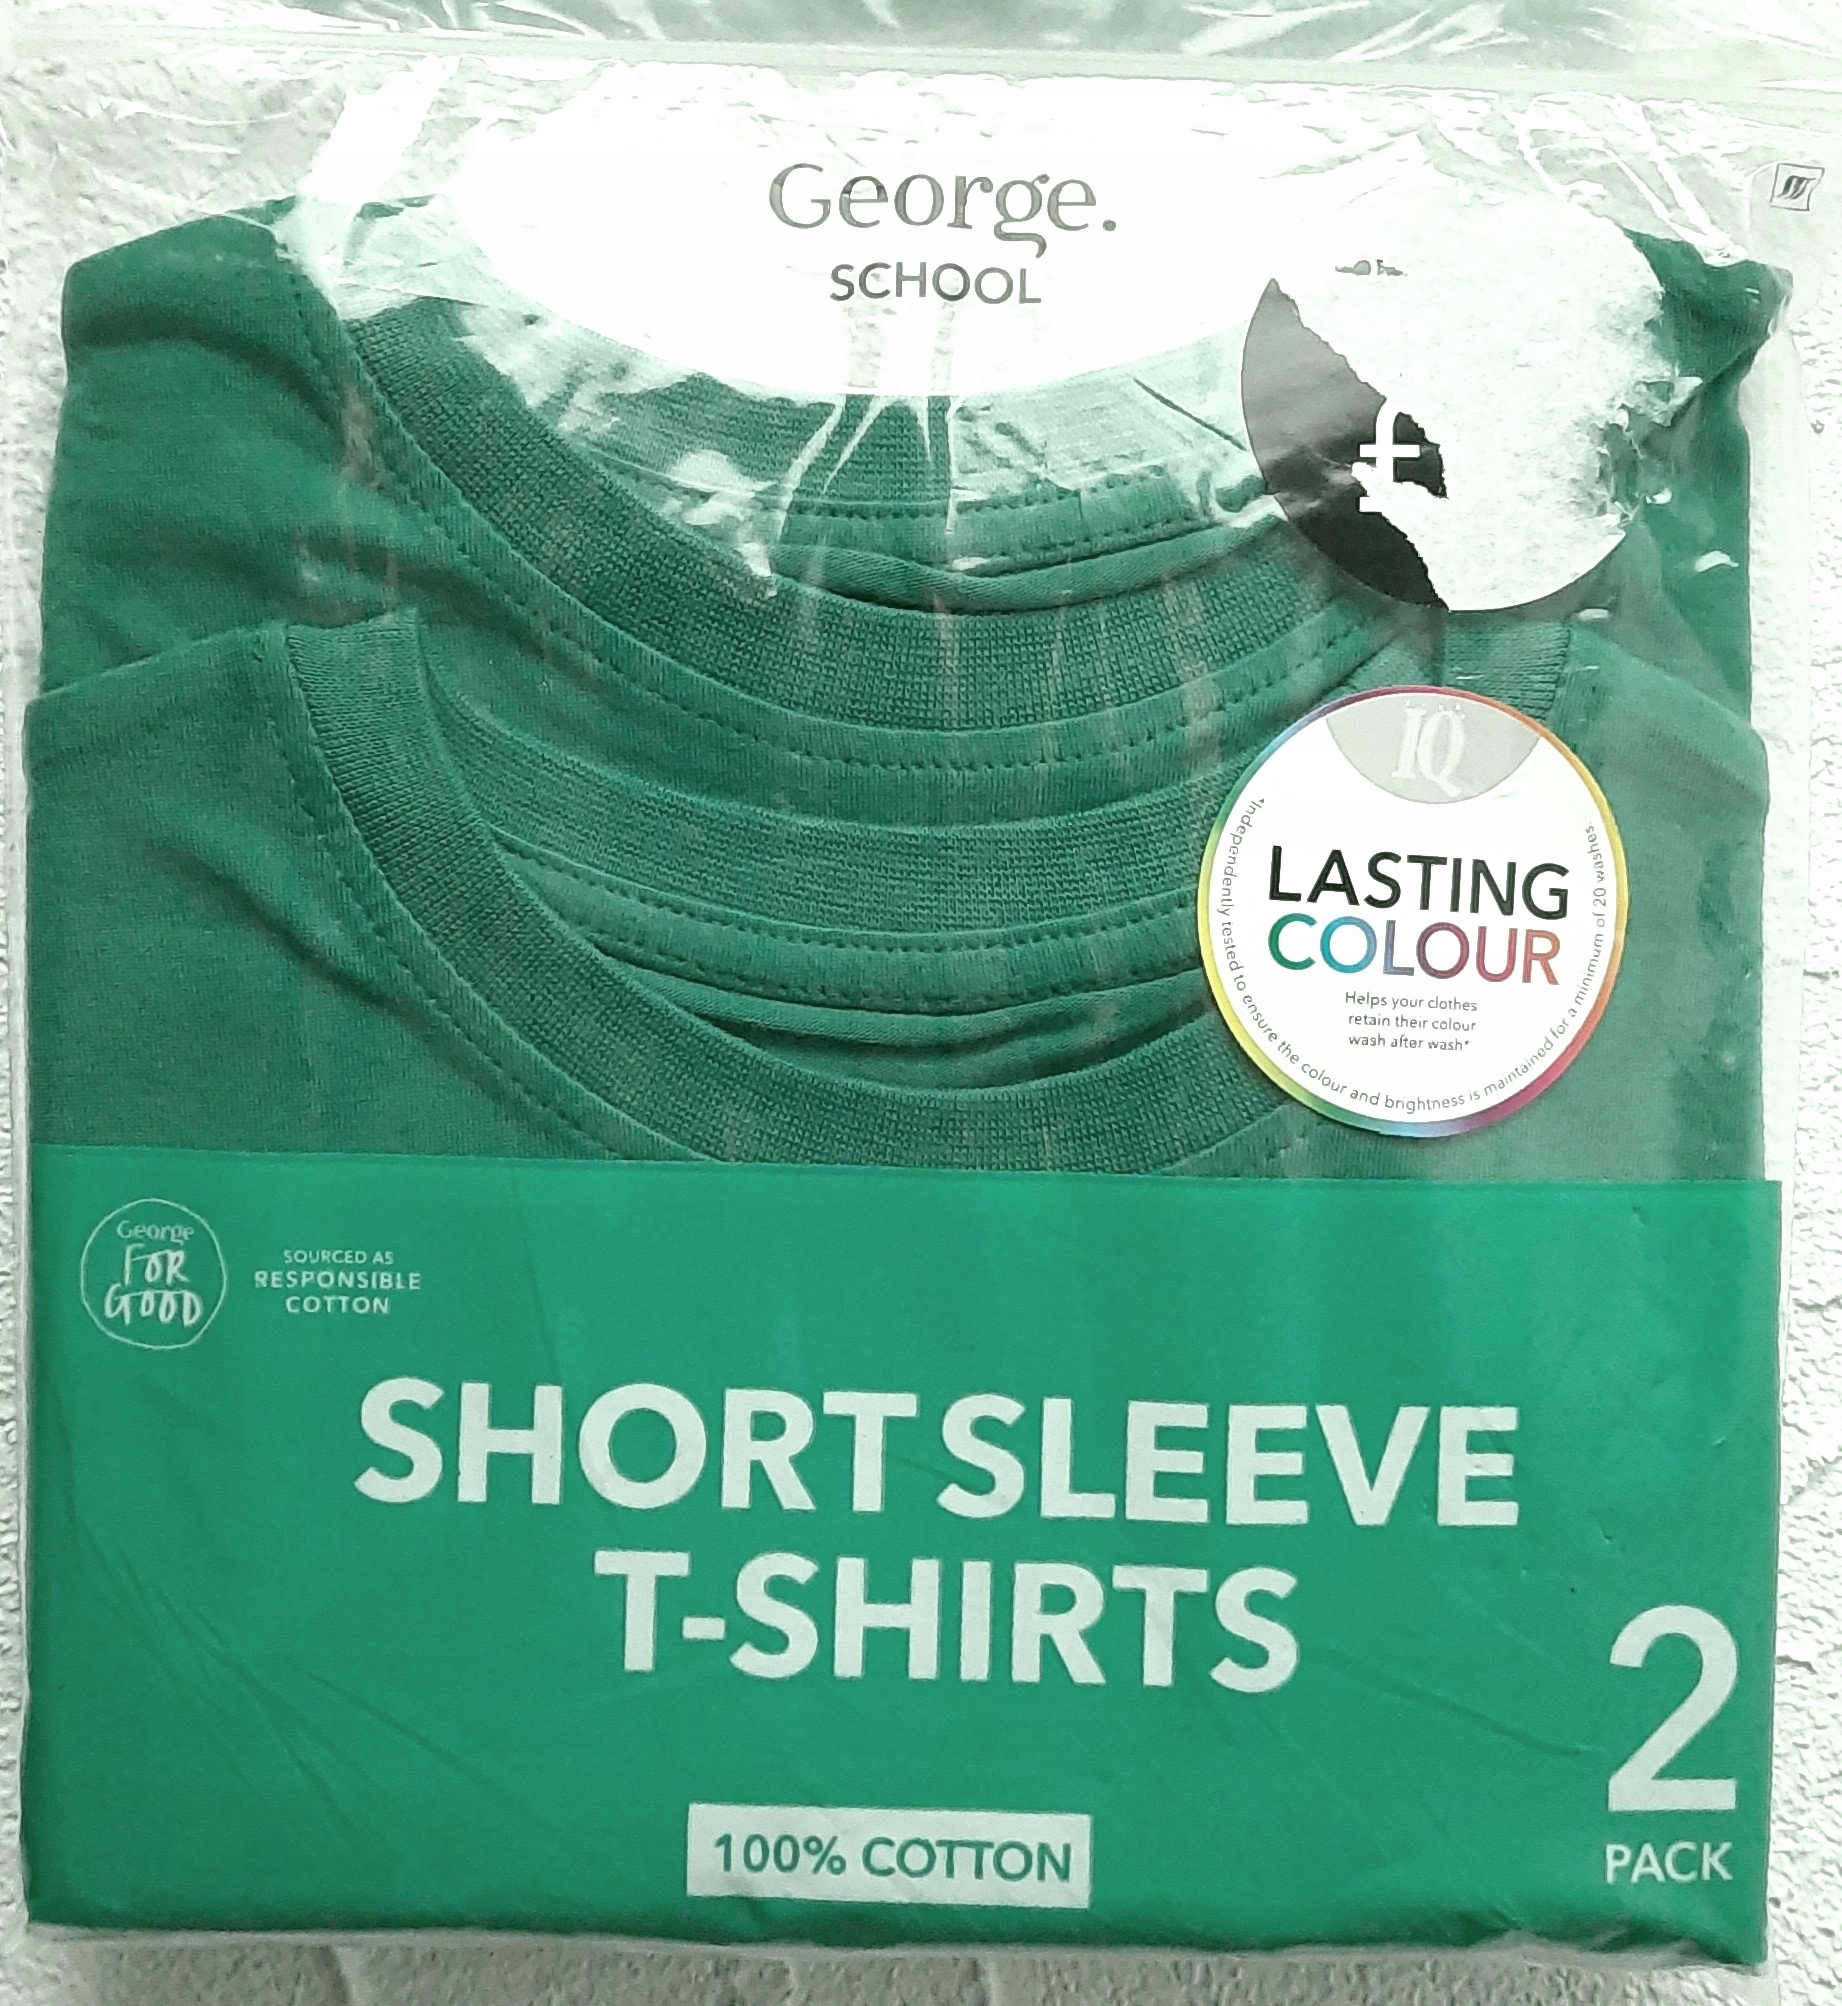 George.
SCHOOL
£
IQ
LASTING
COLOUR
Helps your clothes
retain their colour
wash after wash*
*Independently tested to ensure the colour and brightness is maintained for a minimum of 20 washes.
George
FOR
GOOD
SOURCED AS
RESPONSIBLE
COTTON
SHORT SLEEVE
T-SHIRTS
2
PACK
100% COTTON